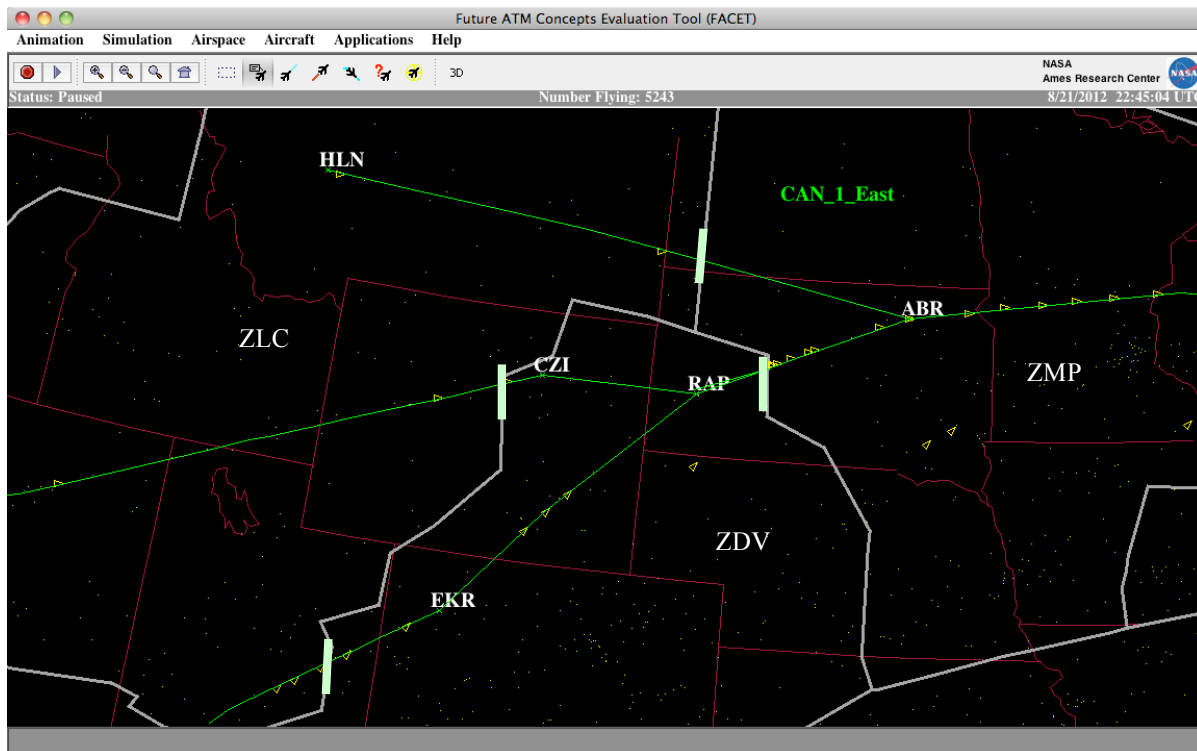 Future ATM Concepts Evaluation Tool (FACET)
Animation Simulation Airspace Aircraft Applications Help
3D
NASA
Ames Research Center
NASA
Status: Paused Number Flying: 5243 8/21/2012 22:45:04 UTC
HLN
CAN_1_East
ABR
ZLC
CZI
ZMP
RAP
ZDV
EKR